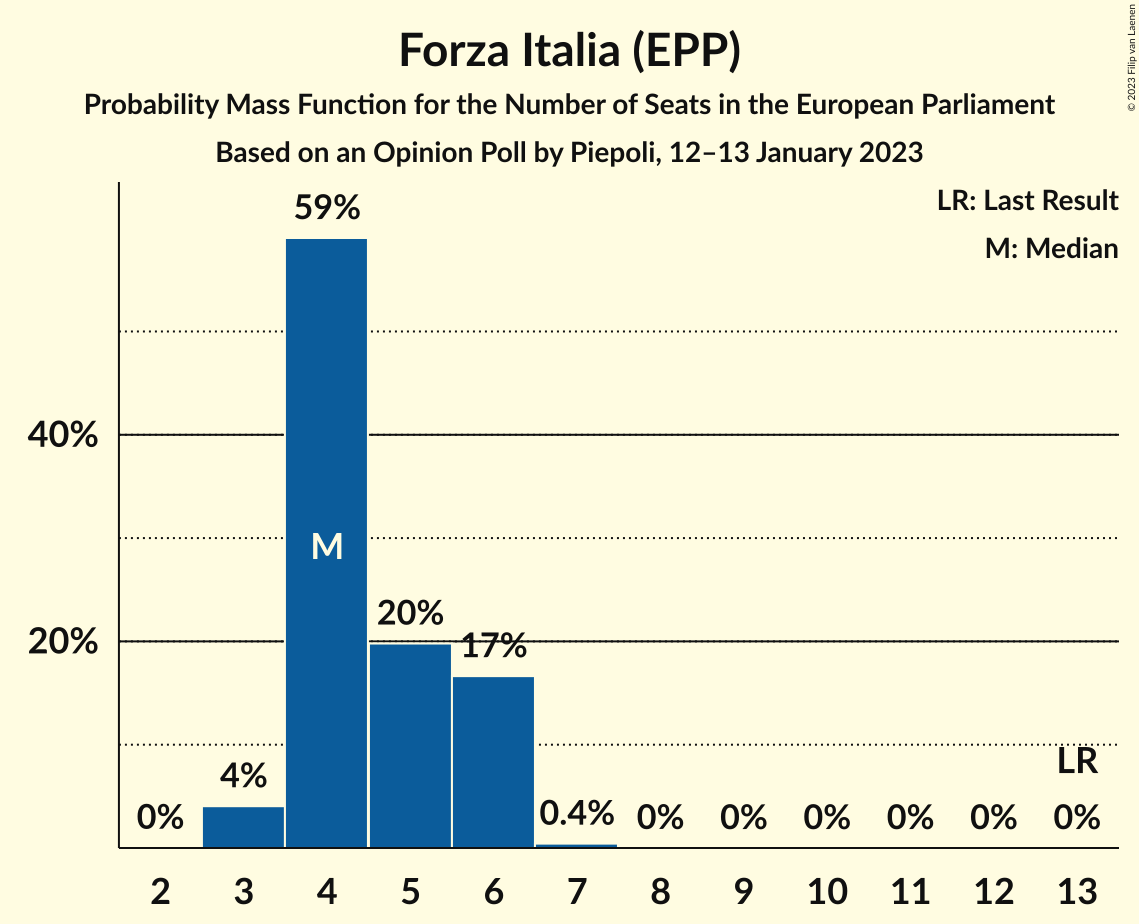 Forza Italia (EPP)
Probability Mass Function for the Number of Seats in the European Parliament
Based on an Opinion Poll by Piepoli, 12–13 January 2023
© 2023 Filip van Laenen
LR: Last Result
M: Median
59%
40%
M
20%
20%
17%
4%
LR
0%
0.4%
0%
0%
0%
0%
0%
0%
2 3 4 5 6 7 8 9 10 11 12 13